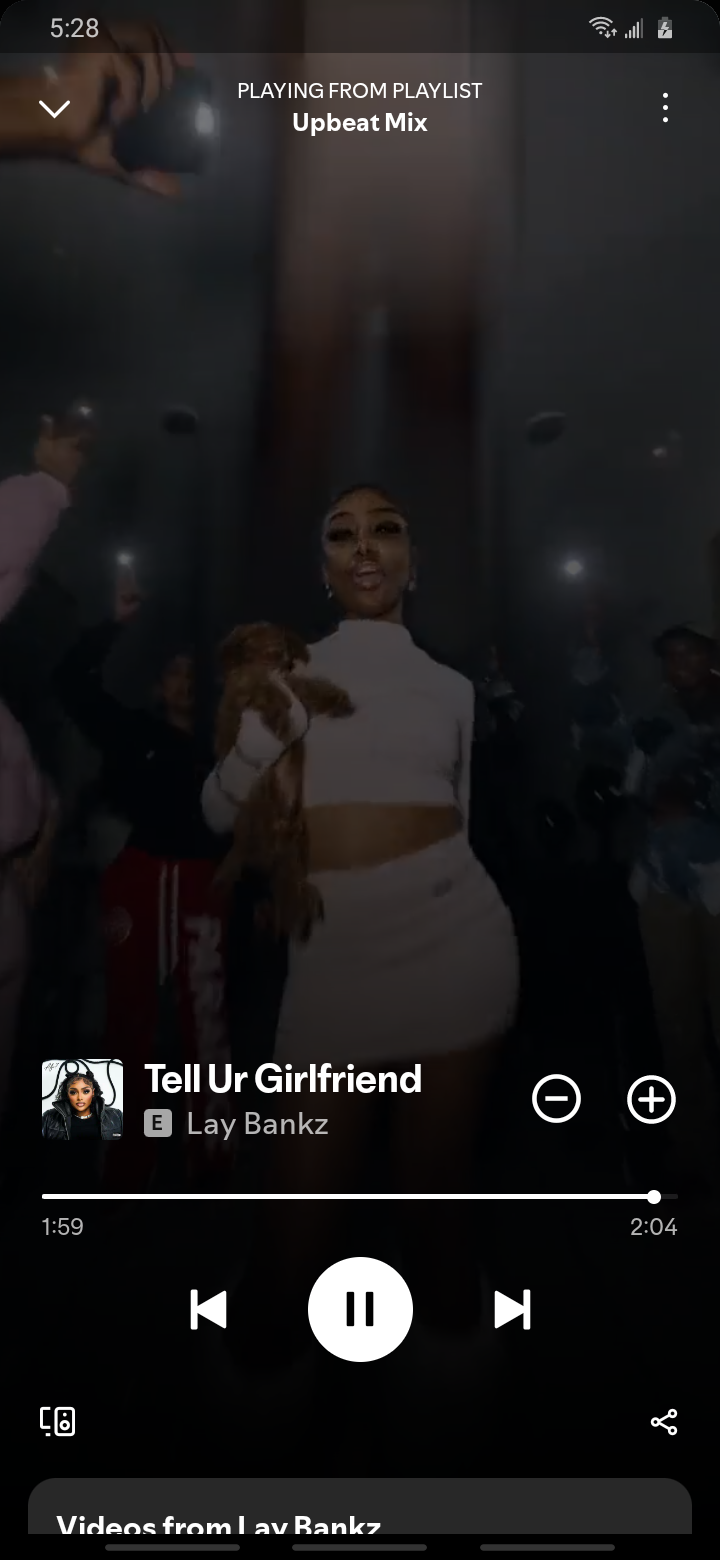 5:28
PLAYING FROM PLAYLIST
Upbeat Mix
Tell Ur Girlfriend
E Lay Bankz
1:59
2:04
Videos from Lay Bankz